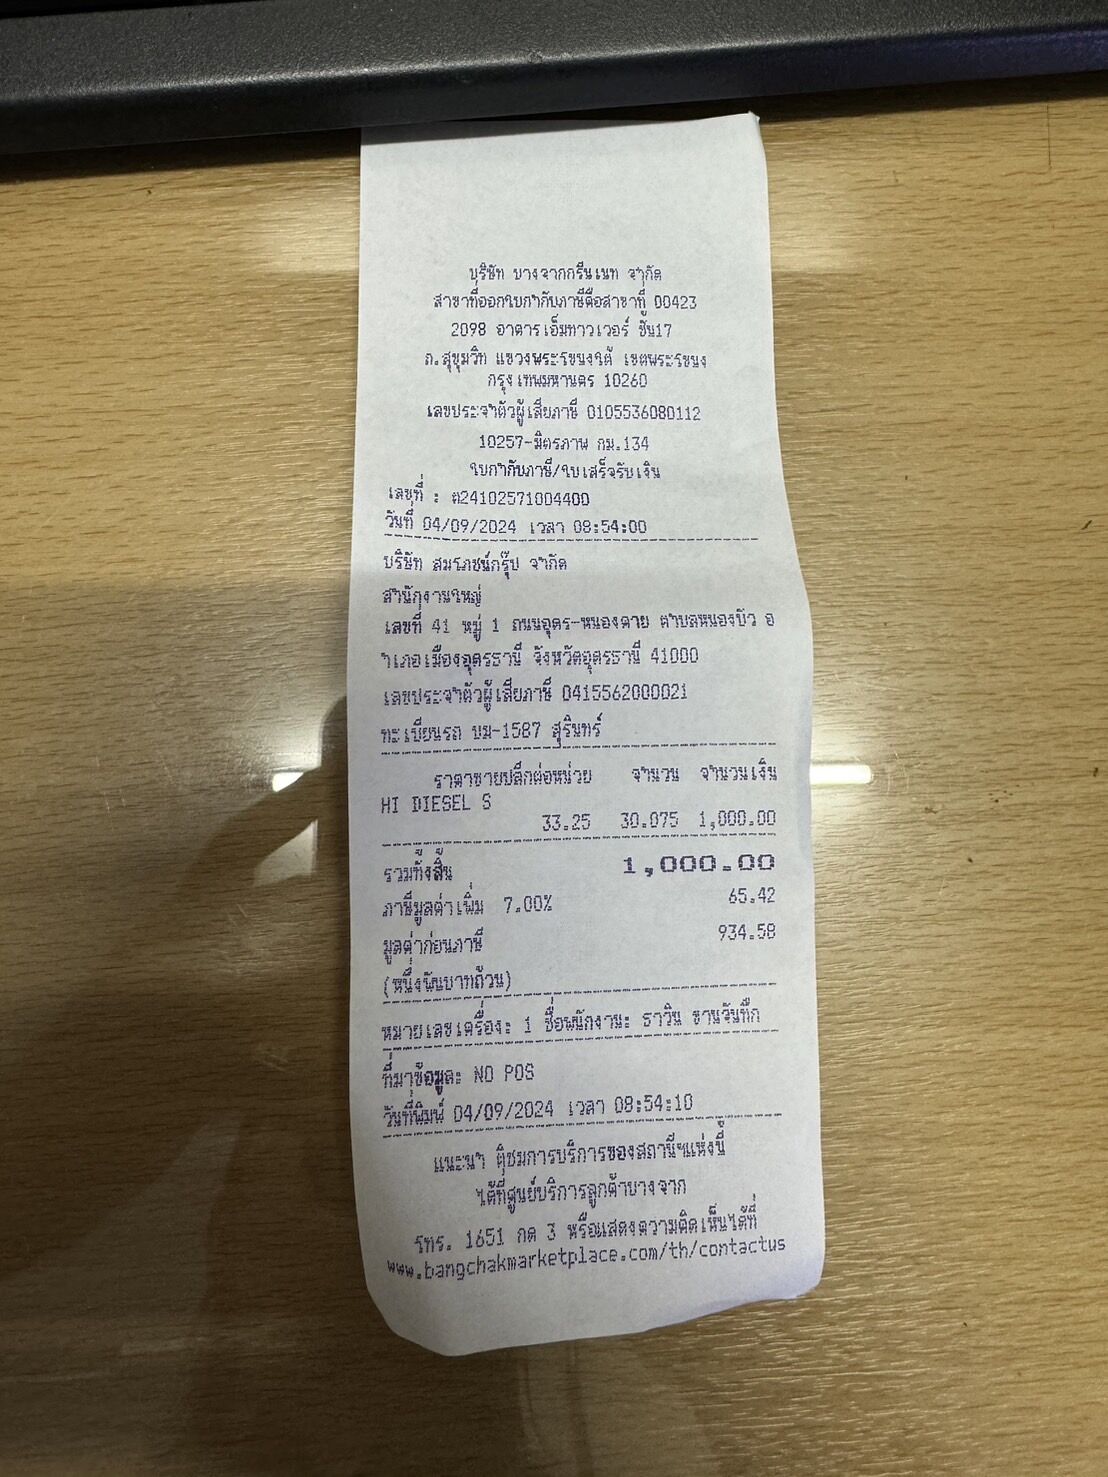 บริษัท บางจากกรีนเนท จำกัด
สาขาที่ออกใบกำกับภาษีคือสาขาที่ 00423
2098 อาคารเอ็มทาวเวอร์ ชั้น17
ถ.สุขุมวิท แขวงพระโขนงใต้ เขตพระโขนง
กรุงเทพมหานคร 10260
เลขประจำตัวผู้เสียภาษี 0105536080112
10257-มิตรภาพ กม.134
ใบกำกับภาษี/ใบเสร็จรับเงิน
เลขที่ : ต24102571004400
วันที่ 04/09/2024 เวลา 08:54:00
บริษัท สมโภชน์กรุ๊ป จำกัด
สำนักงานใหญ่
เลขที่ 41 หมู่ 1 ถนนอุดร-หนองคาย ตำบลหนองบัว อ
ำเภอเมืองอุดรธานี จังหวัดอุดรธานี 41000
เลขประจำตัวผู้เสียภาษี 0415562000021
ทะเบียนรถ บม-1587 สุรินทร์
ราคาขายปลีกต่อหน่วย จำนวน จำนวนเงิน
HI DIESEL S
33.25 30.075 1,000.00
รวมทั้งสิ้น 1,000.00
ภาษีมูลค่าเพิ่ม 7.00% 65.42
มูลค่าก่อนภาษี 934.58
(หนึ่งพันบาทถ้วน)
หมายเลขเครื่อง: 1 ชื่อพนักงาน: ธาวิน ชานวันทึก
ที่มาข้อมูล: NO POS
วันที่พิมพ์ 04/09/2024 เวลา 08:54:10
แนะนำ ติชมการบริการของสถานีฯแห่งนี้
ได้ที่ศูนย์บริการลูกค้าบางจาก
โทร. 1651 กด 3 หรือแสดงความคิดเห็นได้ที่
www.bangchakmarketplace.com/th/contactus